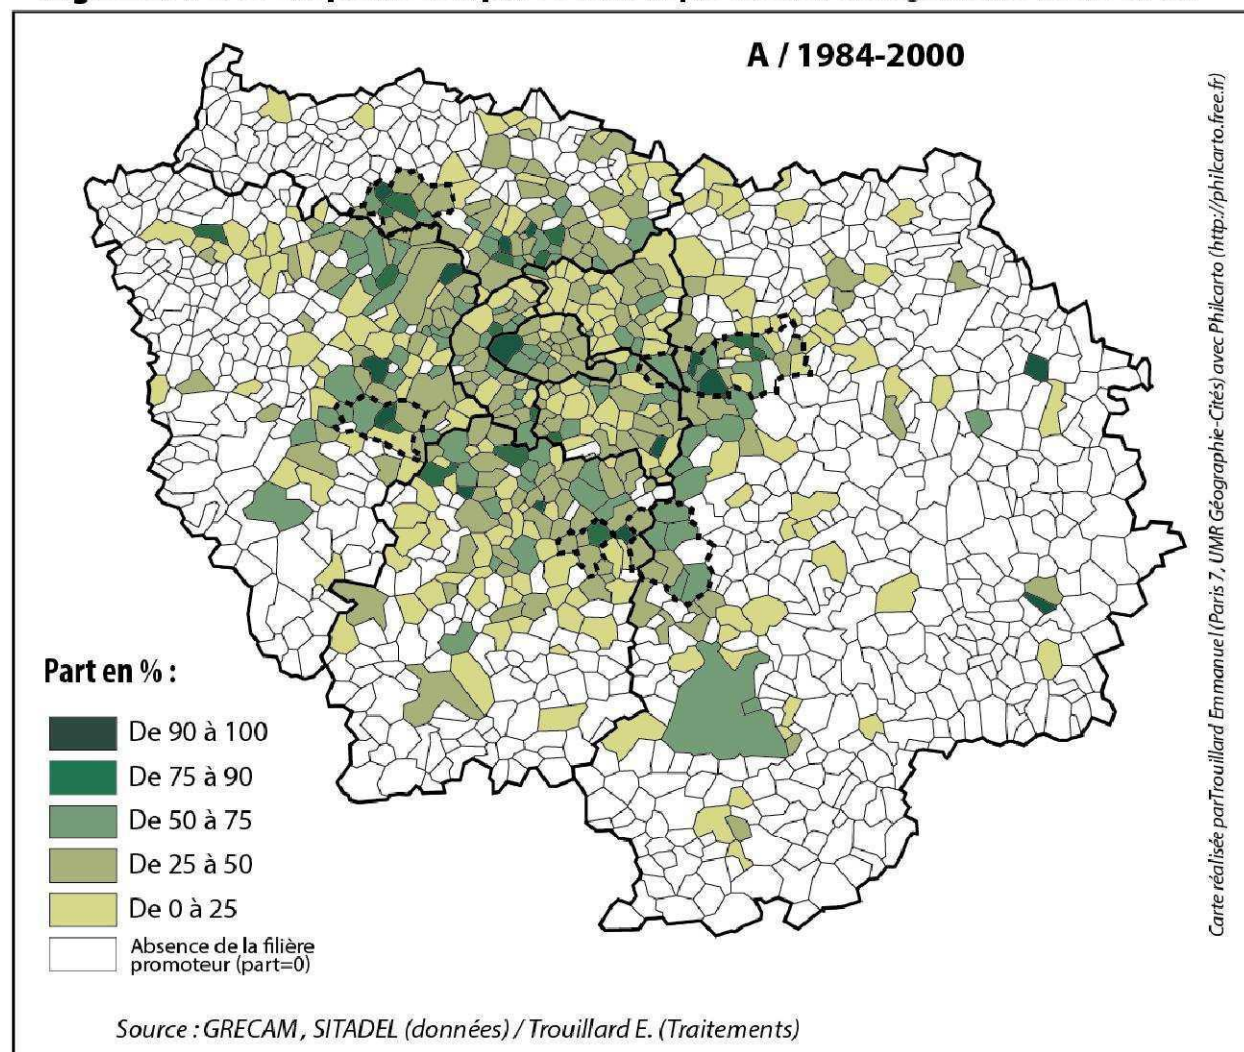 A / 1984-2000
Carte réalisée parTrouillard Emmanuel (Paris 7, UMR Géographie-Cités) avec Philcarto (http://philcarto.free.fr)
Part en % :
De 90 à 100
De 75 à 90
De 50 à 75
De 25 à 50
De 0 à 25
Absence de la filière
promoteur (part=0)
Source : GRECAM , SITADEL (données) / Trouillard E. (Traitements)